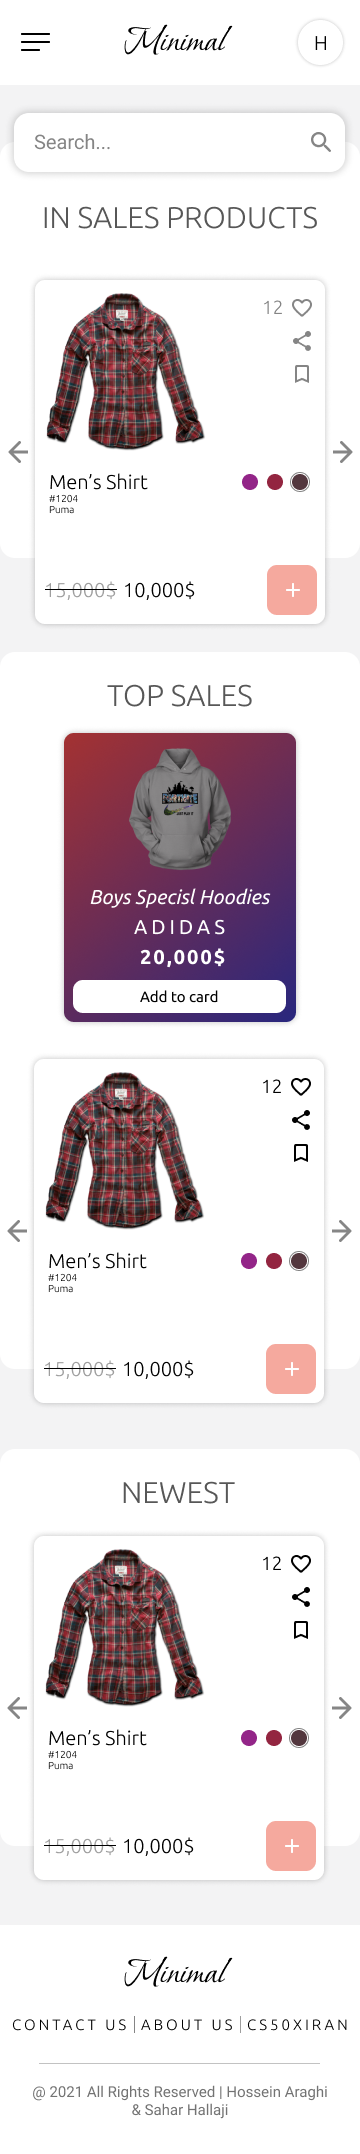 Minimal
H
Search...
IN SALES PRODUCTS
12
Men's Shirt
#1204
Puma
15,000$ 10,000$
+
TOP SALES
FORTNITE
JUST PLAY IT
Boys Specisl Hoodies
ADIDAS
20,000$
Add to card
12
Men's Shirt
#1204
Puma
15,000$ 10,000$
+
NEWEST
12
Men's Shirt
#1204
Puma
15,000$ 10,000$
+
Minimal
CONTACT US | ABOUT US | CS50XIRAN
@ 2021 All Rights Reserved | Hossein Araghi
& Sahar Hallaji